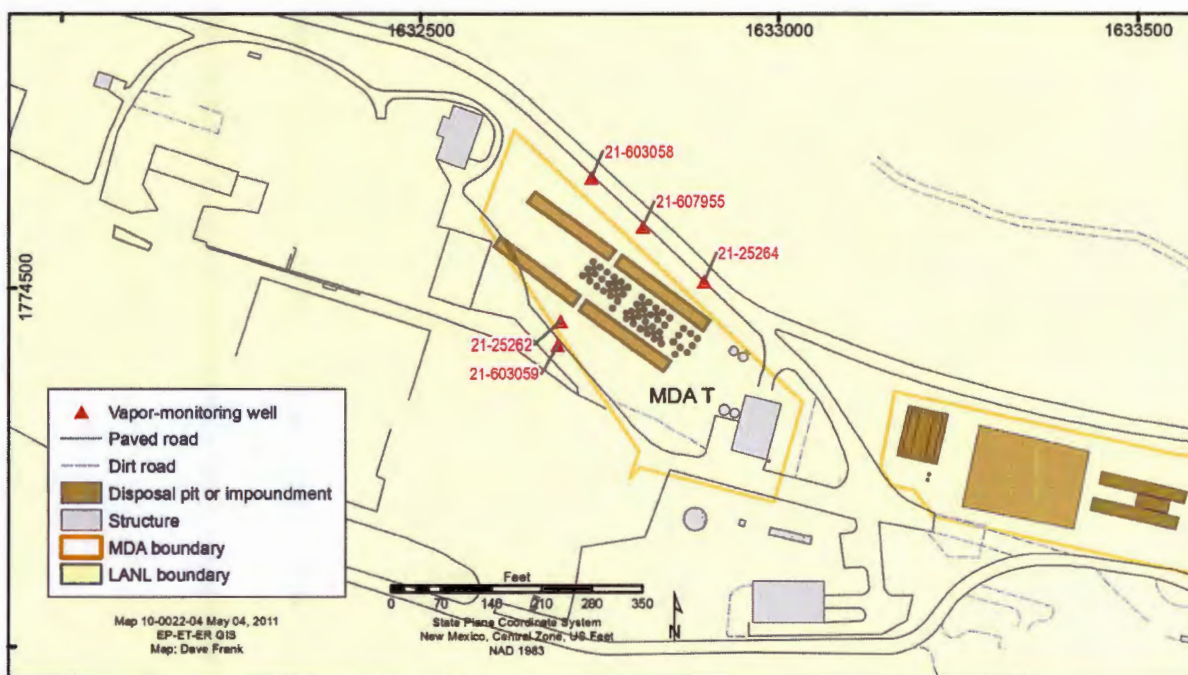 1632500
1633000
1633500
1774500
21-603058
21-607955
21-25264
21-25262
21-603059
MDA T
Vapor-monitoring well
Paved road
Dirt road
Disposal pit or impoundment
Structure
MDA boundary
LANL boundary
Feet
0 70 140 210 280 350
State Plane Coordinate System
New Mexico, Central Zone, US Feet
NAD 1983
N
Map 10-0022-04 May 04, 2011
EP-ET-ER GIS
Map: Dave Frank